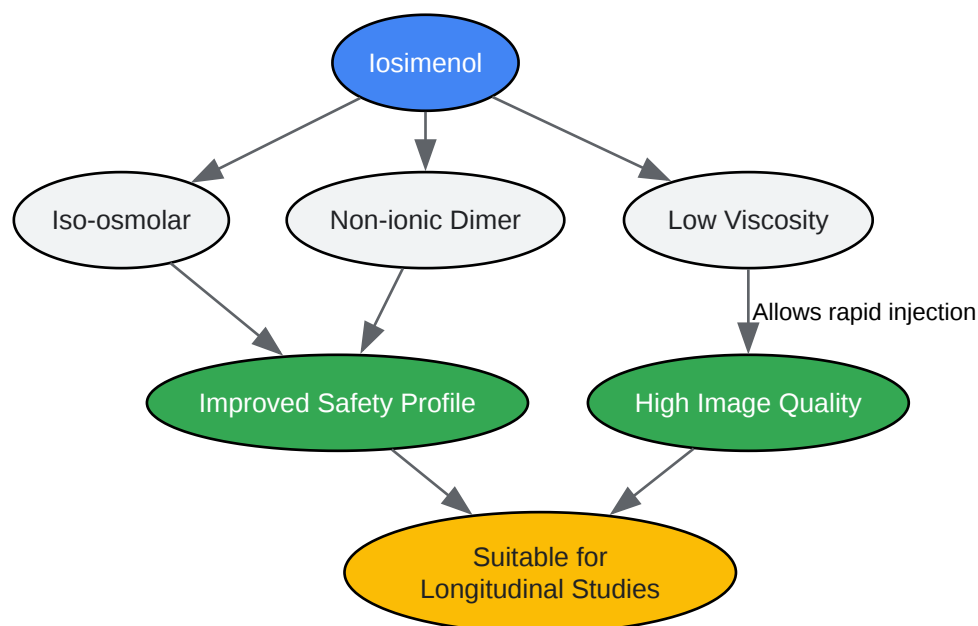 Iosimenol
Iso-osmolar
Non-ionic Dimer
Low Viscosity
Allows rapid injection
Improved Safety Profile
High Image Quality
Suitable for
Longitudinal Studies